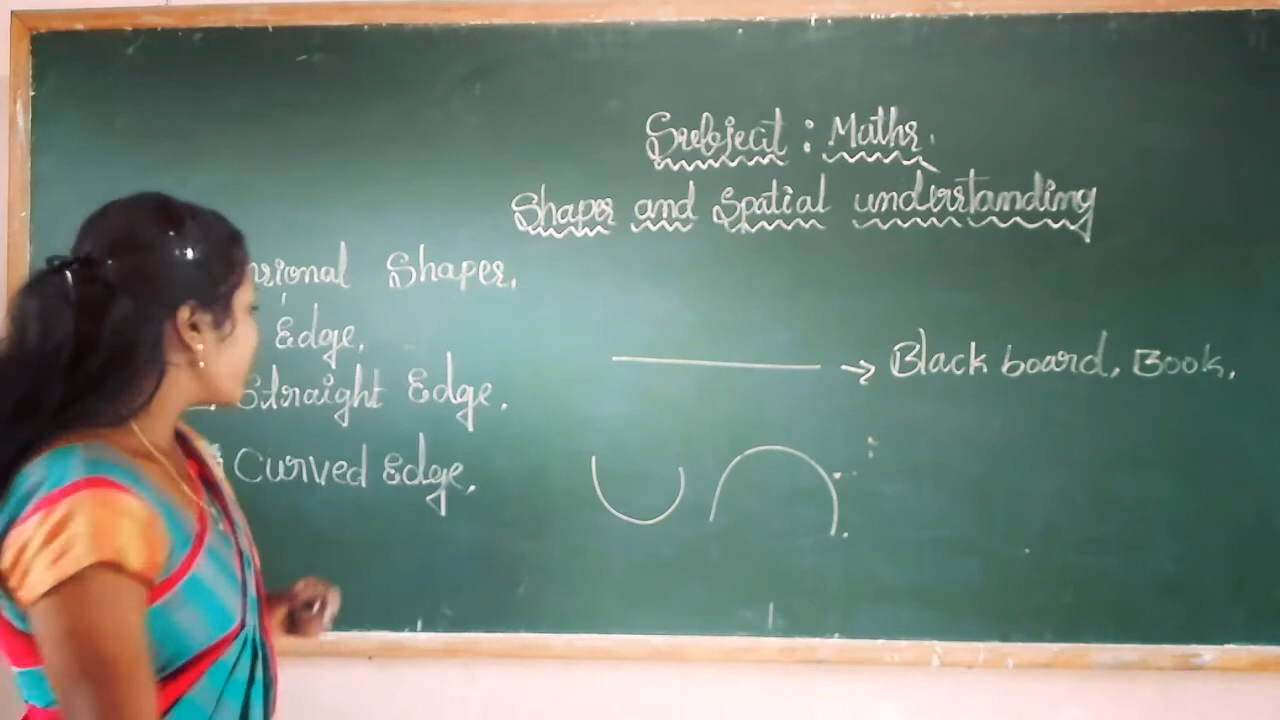 Subject : Maths.
Shapes and Spatial understanding
Shapes.
Edge.
Straight Edge.
→ Black board, Book.
Curved Edge.